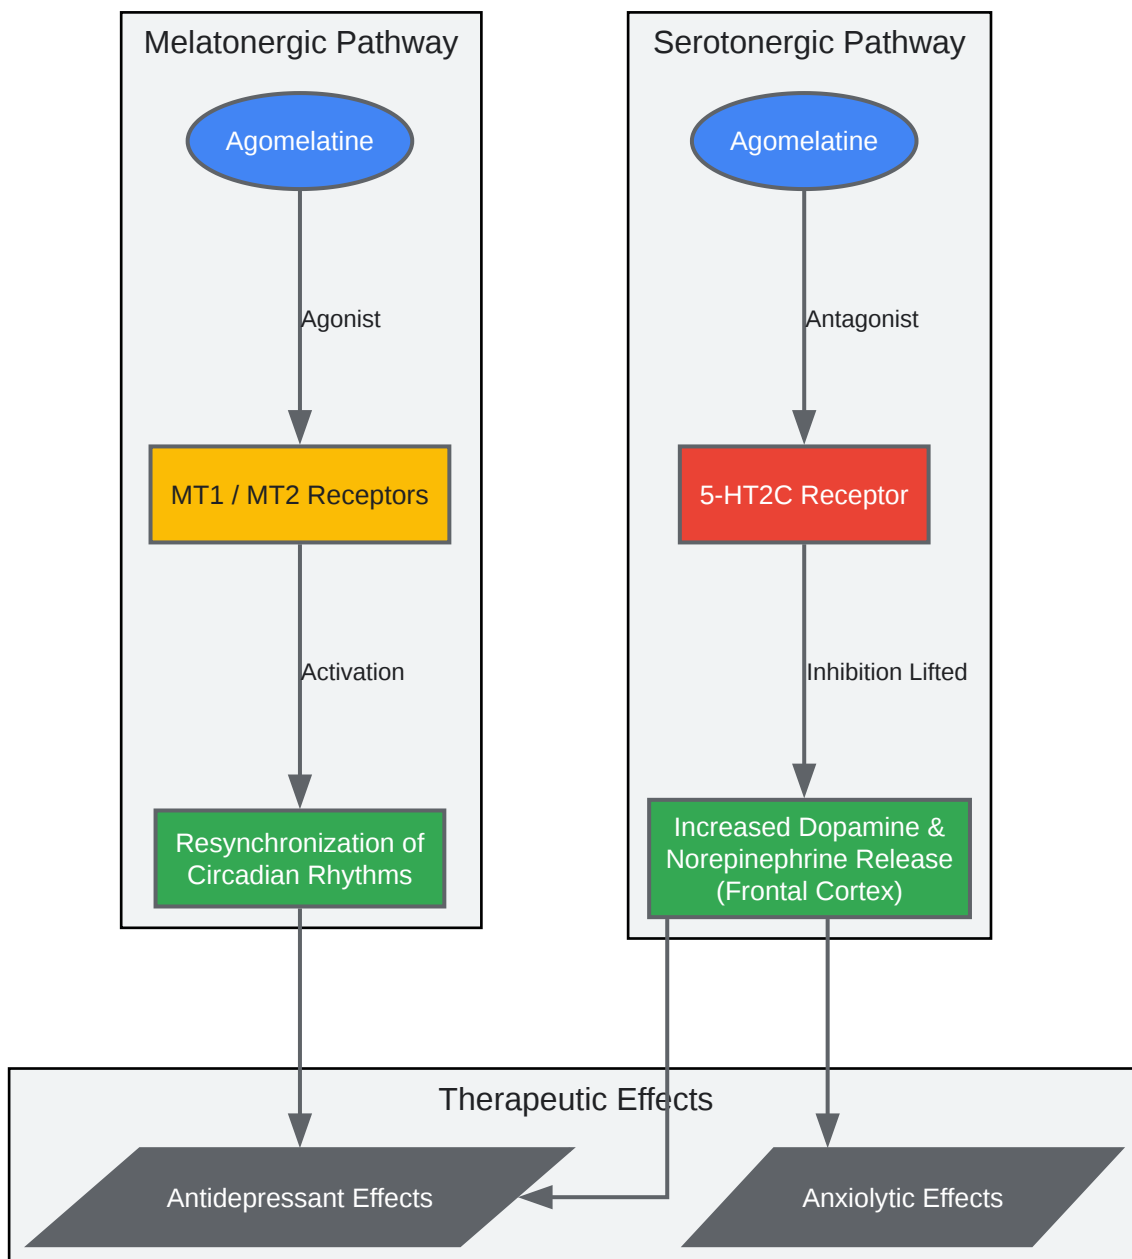 Melatonergic Pathway
Agomelatine
Agonist
MT1 / MT2 Receptors
Activation
Resynchronization of
Circadian Rhythms
Serotonergic Pathway
Agomelatine
Antagonist
5-HT2C Receptor
Inhibition Lifted
Increased Dopamine &
Norepinephrine Release
(Frontal Cortex)
Therapeutic Effects
Antidepressant Effects
Anxiolytic Effects